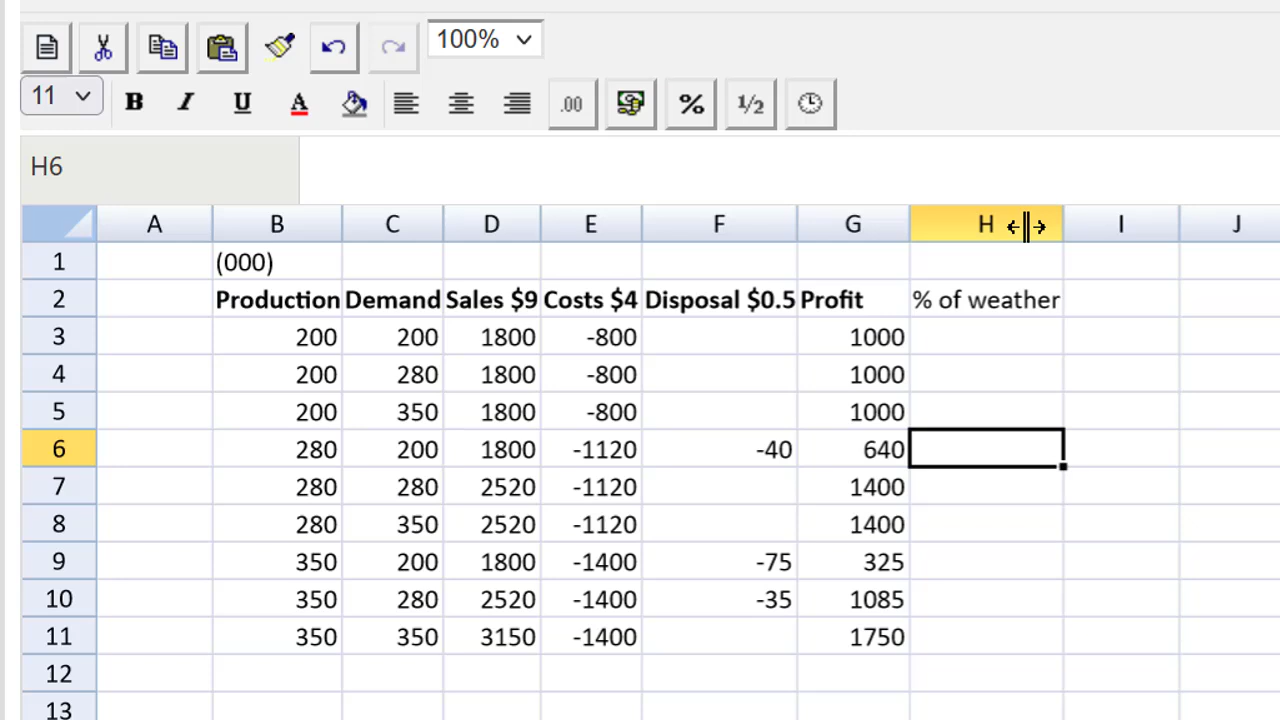 100%
11 B I U A .00 % 1/2
H6
A B C D E F G H I J
1 (000)
2 Production Demand Sales $9 Costs $4 Disposal $0.5 Profit % of weather
3 200 200 1800 -800 1000
4 200 280 1800 -800 1000
5 200 350 1800 -800 1000
6 280 200 1800 -1120 -40 640
7 280 280 2520 -1120 1400
8 280 350 2520 -1120 1400
9 350 200 1800 -1400 -75 325
10 350 280 2520 -1400 -35 1085
11 350 350 3150 -1400 1750
12
13